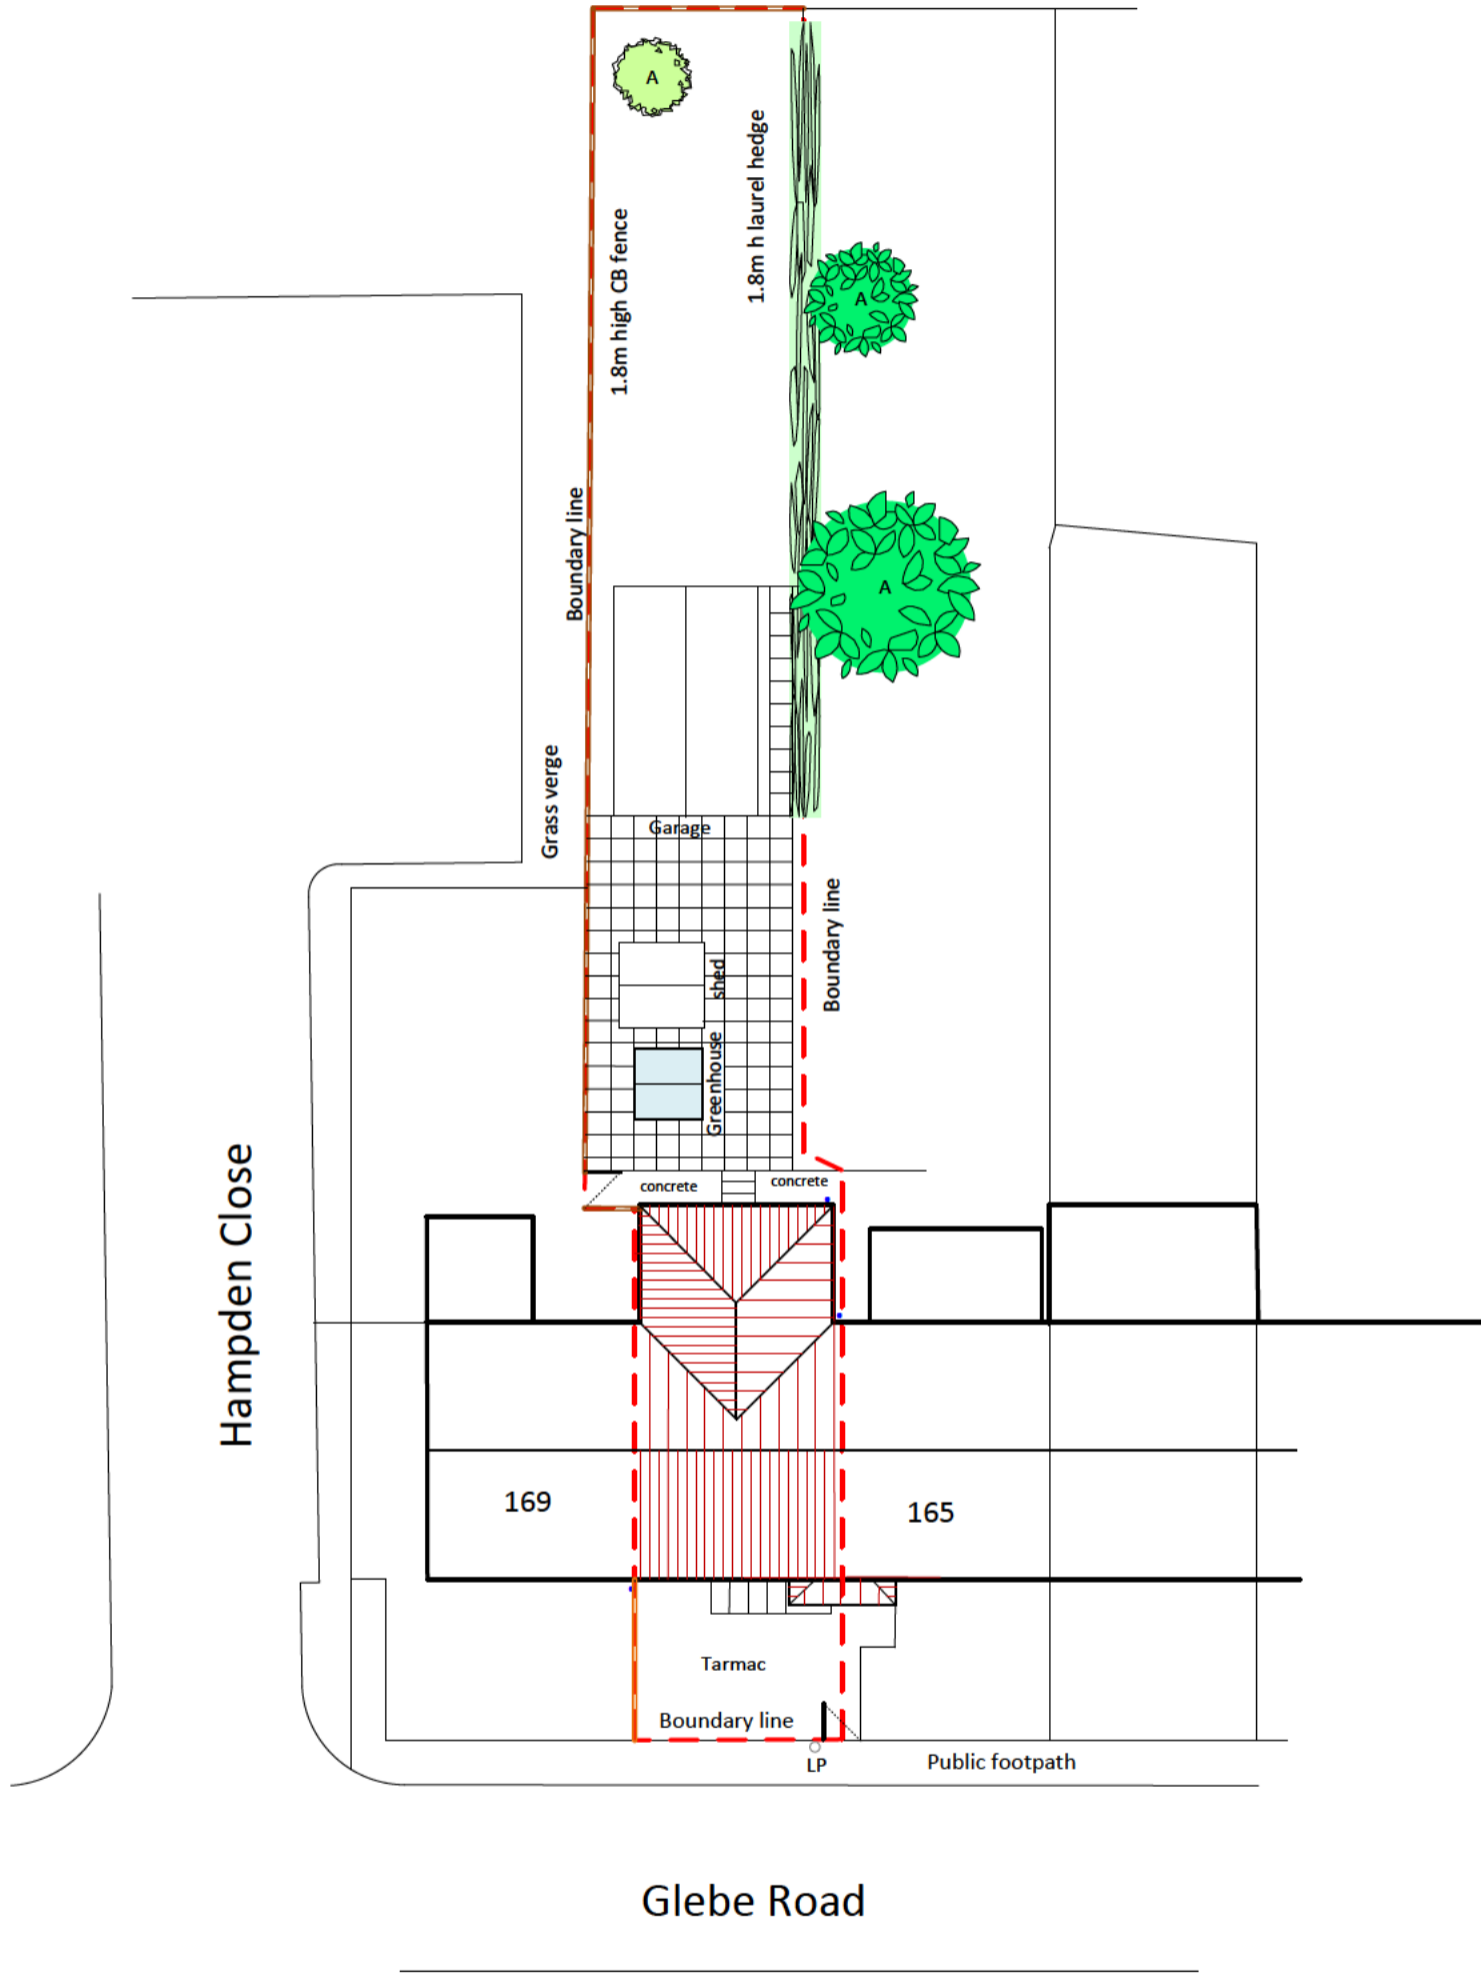 A
1.8m h laurel hedge
1.8m high CB fence
A
Boundary line
A
Grass verge
Garage
Boundary line
shed
Greenhouse
concrete
concrete
Hampden Close
169
165
Tarmac
Boundary line
LP
Public footpath
Glebe Road